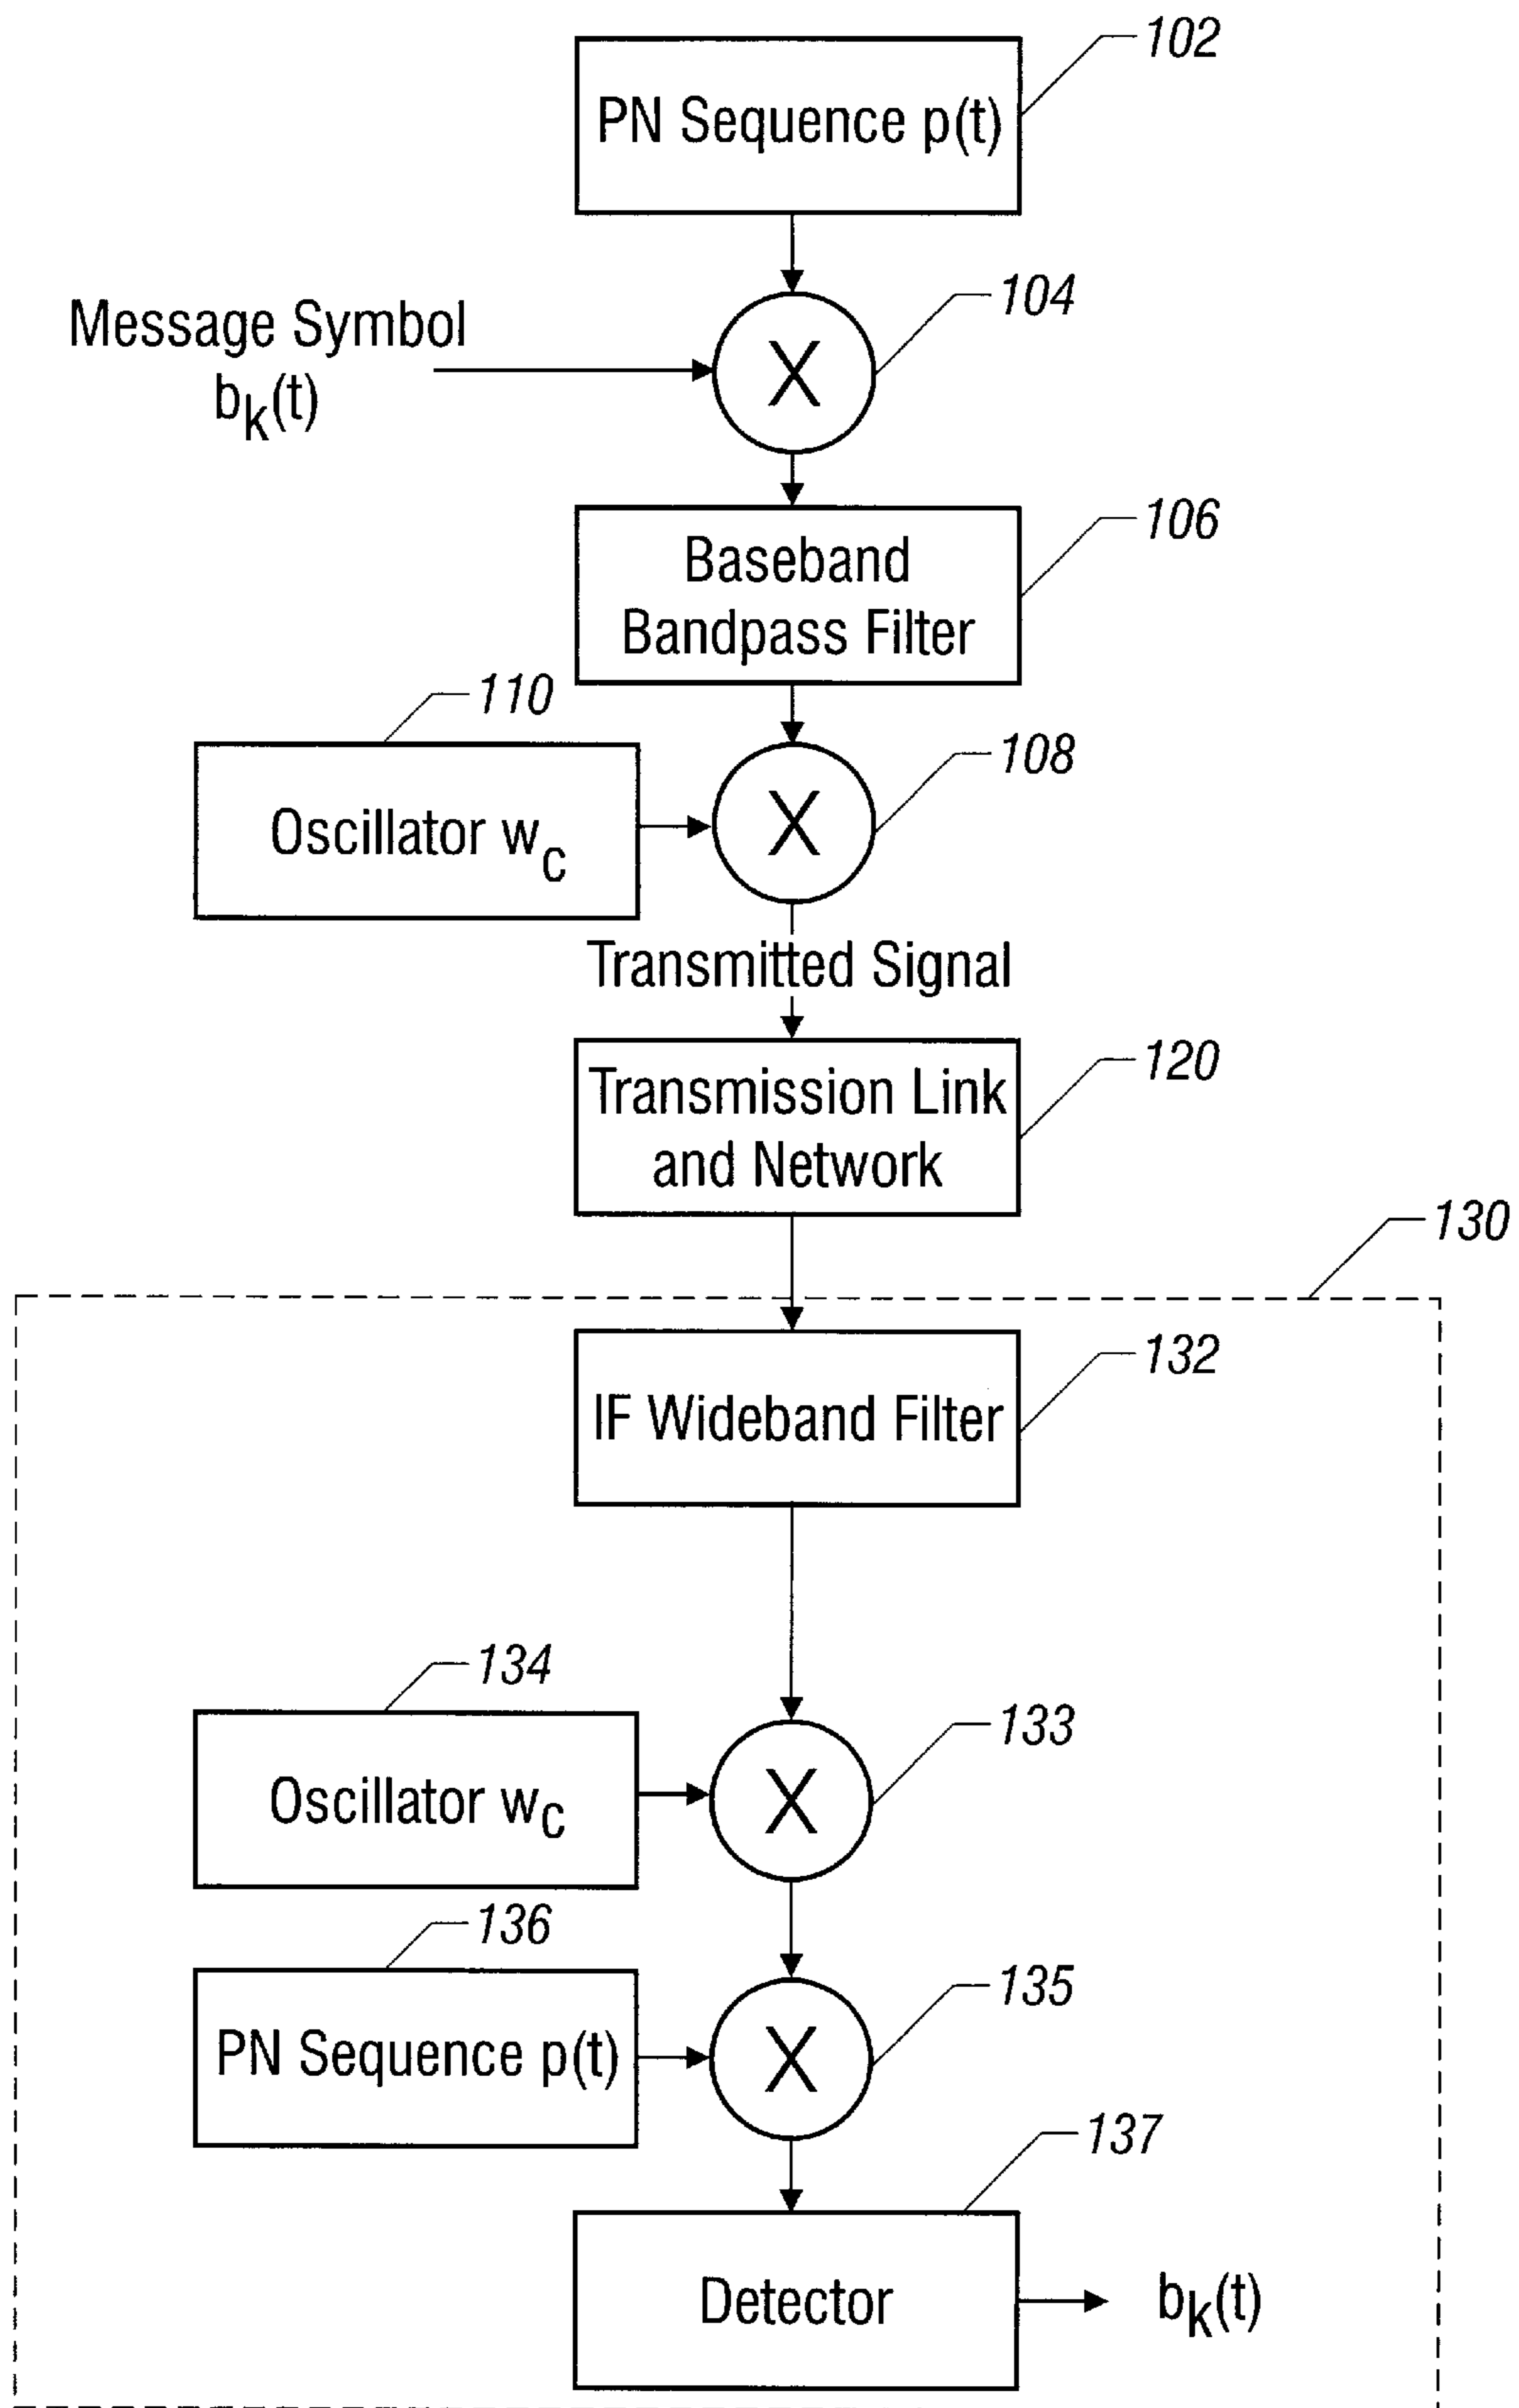 102
PN Sequence p(t)
104
Message Symbol
bk(t)
X
106
Baseband
Bandpass Filter
110
108
Oscillator wc
X
Transmitted Signal
120
Transmission Link
and Network
130
132
IF Wideband Filter
134
133
Oscillator wc
X
136
135
PN Sequence p(t)
X
137
Detector
bk(t)